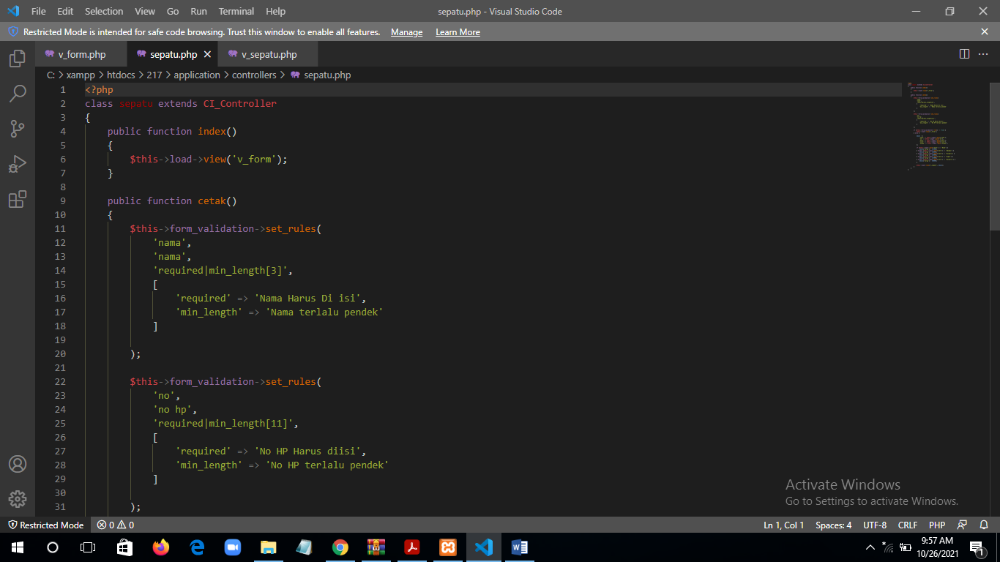 File Edit Selection View Go Run Terminal Help sepatu.php - Visual Studio Code
Restricted Mode is intended for safe code browsing. Trust this window to enable all features. Manage Learn More
v_form.php sepatu.php v_sepatu.php
C: > xampp > htdocs > 217 > application > controllers > sepatu.php
1 <?php
2 class sepatu extends CI_Controller
3 {
4 public function index()
5 {
6 $this->load->view('v_form');
7 }
8
9 public function cetak()
10 {
11 $this->form_validation->set_rules(
12 'nama',
13 'nama',
14 'required|min_length[3]',
15 [
16 'required' => 'Nama Harus Di isi',
17 'min_length' => 'Nama terlalu pendek'
18 ]
19
20 );
21
22 $this->form_validation->set_rules(
23 'no',
24 'no hp',
25 'required|min_length[11]',
26 [
27 'required' => 'No HP Harus diisi',
28 'min_length' => 'No HP terlalu pendek'
29 ]
30
31 );
Activate Windows
Go to Settings to activate Windows.
Restricted Mode 0 0 Ln 1, Col 1 Spaces: 4 UTF-8 CRLF PHP
9:57 AM
10/26/2021
1